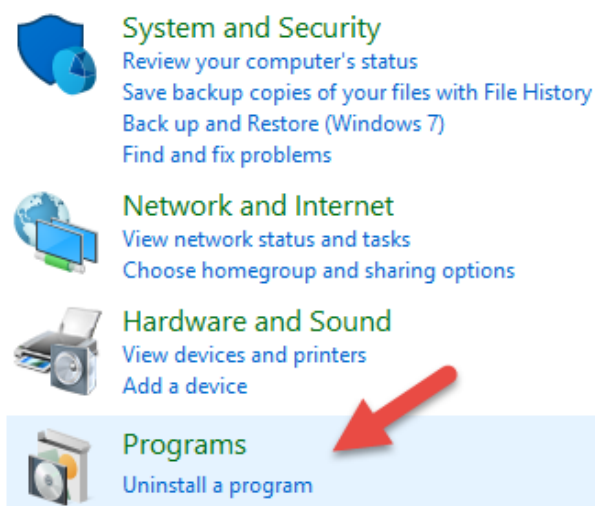 System and Security
Review your computer's status
Save backup copies of your files with File History
Back up and Restore (Windows 7)
Find and fix problems
Network and Internet
View network status and tasks
Choose homegroup and sharing options
Hardware and Sound
View devices and printers
Add a device
Programs
Uninstall a program